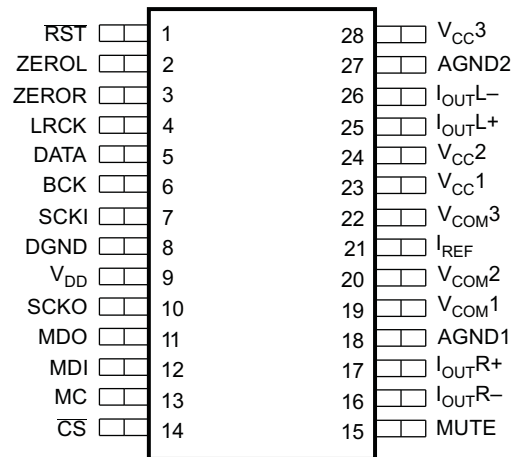 R̅S̅T̅ 1 28 VCC3
ZEROL 2 27 AGND2
ZEROR 3 26 IOUTL–
LRCK 4 25 IOUTL+
DATA 5 24 VCC2
BCK 6 23 VCC1
SCKI 7 22 VCOM3
DGND 8 21 IREF
VDD 9 20 VCOM2
SCKO 10 19 VCOM1
MDO 11 18 AGND1
MDI 12 17 IOUTR+
MC 13 16 IOUTR–
C̅S̅ 14 15 MUTE